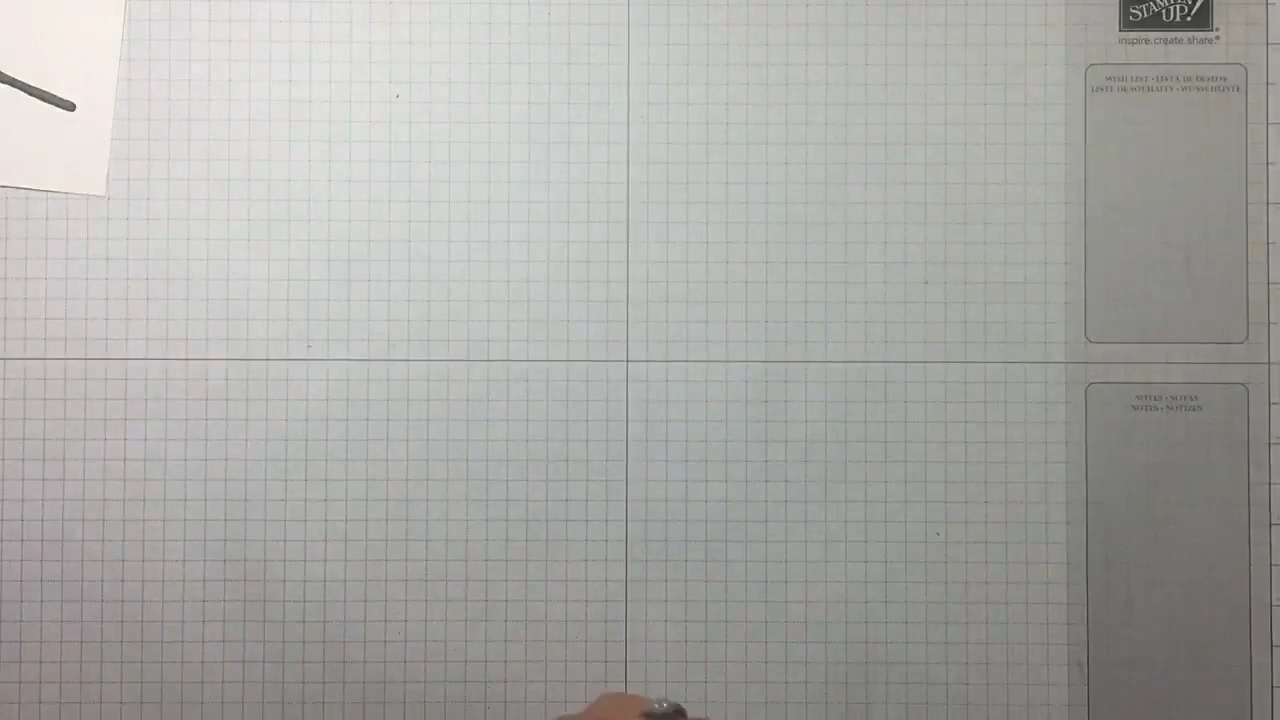 STAMPIN' UP!®
inspire.create.share.®
WISH LIST • LISTA DE DESEOS
LISTE DE SOUHAITS • WUNSCHLISTE
NOTES • NOTAS
NOTES • NOTIZEN